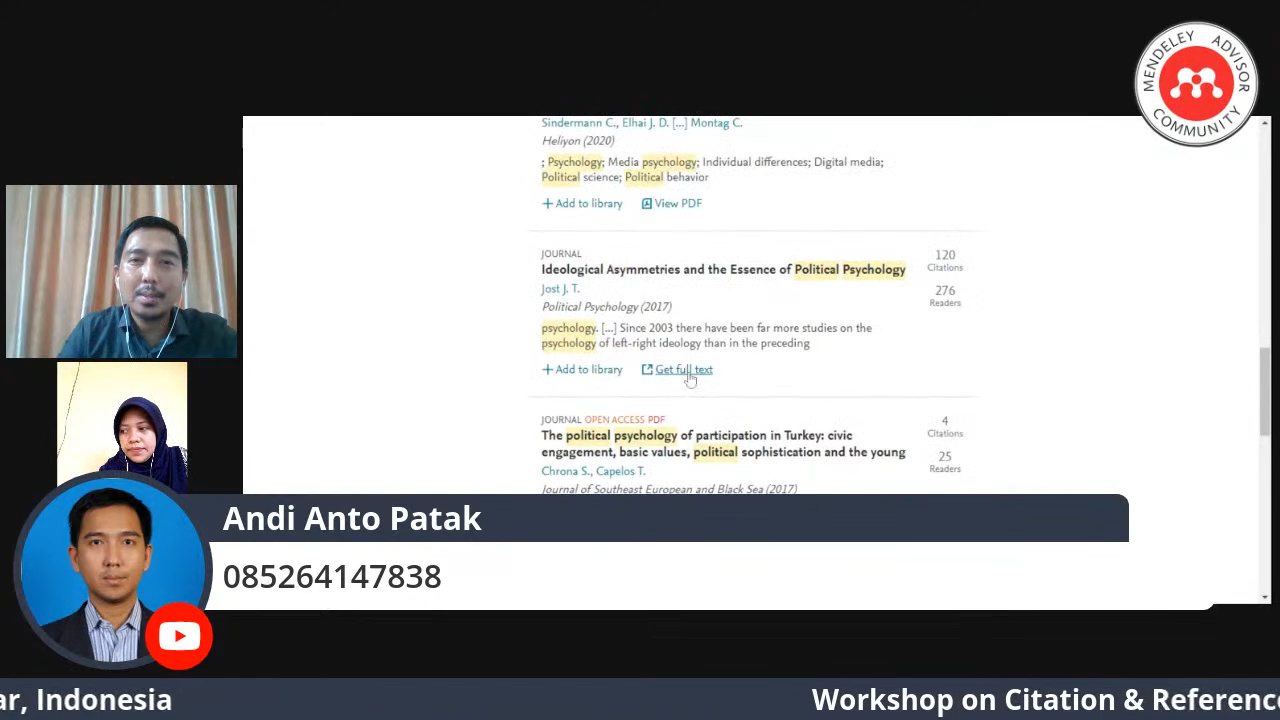 MENDELEY ADVISOR
COMMUNITY
Sindermann C., Elhai J. D. [...] Montag C.
Heliyon (2020)
; Psychology; Media psychology; Individual differences; Digital media;
Political science; Political behavior
+ Add to library View PDF
JOURNAL
Ideological Asymmetries and the Essence of Political Psychology
Jost J. T.
Political Psychology (2017)
psychology. [...] Since 2003 there have been far more studies on the
psychology of left-right ideology than in the preceding
+ Add to library Get full text
120
Citations
276
Readers
JOURNAL OPEN ACCESS PDF
The political psychology of participation in Turkey: civic
engagement, basic values, political sophistication and the young
Chrona S., Capelos T.
Journal of Southeast European and Black Sea (2017)
4
Citations
25
Readers
Andi Anto Patak
085264147838
ar, Indonesia
Workshop on Citation & Reference